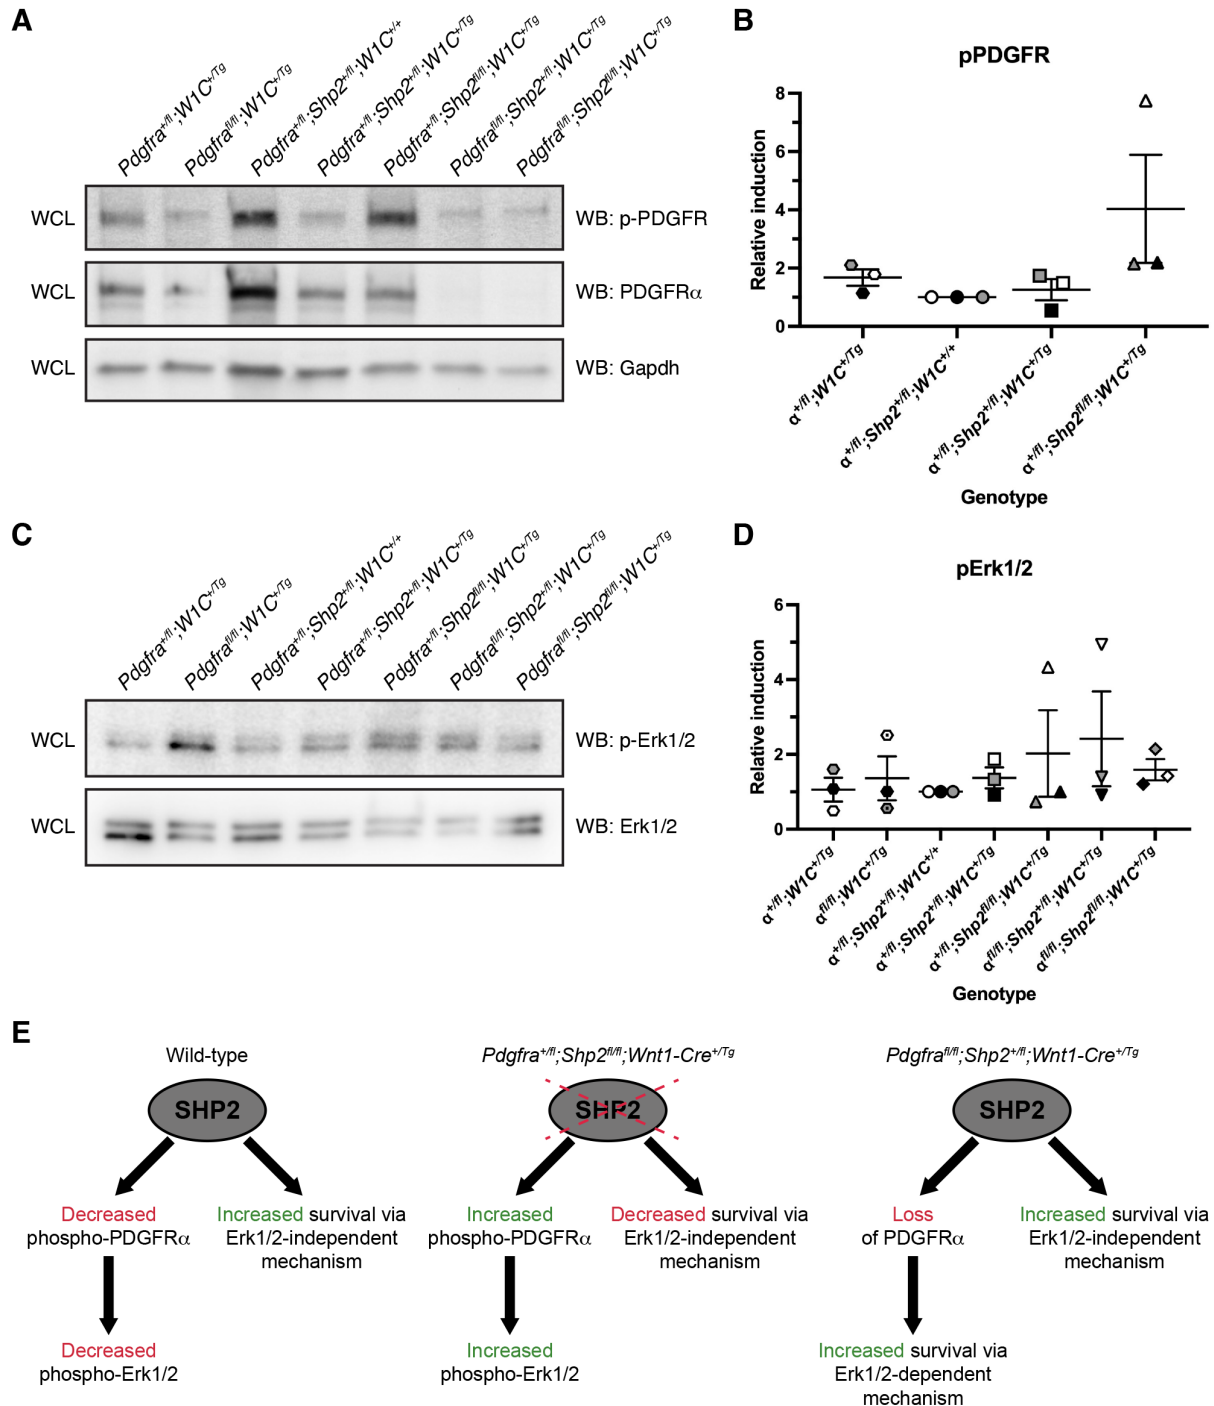 A
Pdgfra+/fl;W1C+/Tg
Pdgfrafl/fl;W1C+/Tg
Pdgfra+/fl;Shp2+/fl;W1C+/+
Pdgfra+/fl;Shp2+/fl;W1C+/Tg
Pdgfra+/fl;Shp2fl/fl;W1C+/Tg
Pdgfrafl/fl;Shp2+/fl;W1C+/Tg
Pdgfrafl/fl;Shp2fl/fl;W1C+/Tg
WCL WB: p-PDGFR
WCL WB: PDGFRα
WCL WB: Gapdh
B
pPDGFR
Relative induction
8
6
4
2
0
α+/fl;W1C+/Tg
α+/fl;Shp2+/fl;W1C+/+
α+/fl;Shp2+/fl;W1C+/Tg
α+/fl;Shp2fl/fl;W1C+/Tg
Genotype
C
Pdgfra+/fl;W1C+/Tg
Pdgfrafl/fl;W1C+/Tg
Pdgfra+/fl;Shp2+/fl;W1C+/+
Pdgfra+/fl;Shp2+/fl;W1C+/Tg
Pdgfra+/fl;Shp2fl/fl;W1C+/Tg
Pdgfrafl/fl;Shp2+/fl;W1C+/Tg
Pdgfrafl/fl;Shp2fl/fl;W1C+/Tg
WCL WB: p-Erk1/2
WCL WB: Erk1/2
D
pErk1/2
Relative induction
6
4
2
0
α+/fl;W1C+/Tg
αfl/fl;W1C+/Tg
α+/fl;Shp2+/fl;W1C+/+
α+/fl;Shp2+/fl;W1C+/Tg
α+/fl;Shp2fl/fl;W1C+/Tg
αfl/fl;Shp2+/fl;W1C+/Tg
αfl/fl;Shp2fl/fl;W1C+/Tg
Genotype
E
Wild-type
SHP2
Decreased
phospho-PDGFRα
Increased survival via
Erk1/2-independent
mechanism
Decreased
phospho-Erk1/2
Pdgfra+/fl;Shp2fl/fl;Wnt1-Cre+/Tg
SHP2
Increased
phospho-PDGFRα
Decreased survival via
Erk1/2-independent
mechanism
Increased
phospho-Erk1/2
Pdgfrafl/fl;Shp2+/fl;Wnt1-Cre+/Tg
SHP2
Loss
of PDGFRα
Increased survival via
Erk1/2-independent
mechanism
Increased survival via
Erk1/2-dependent
mechanism